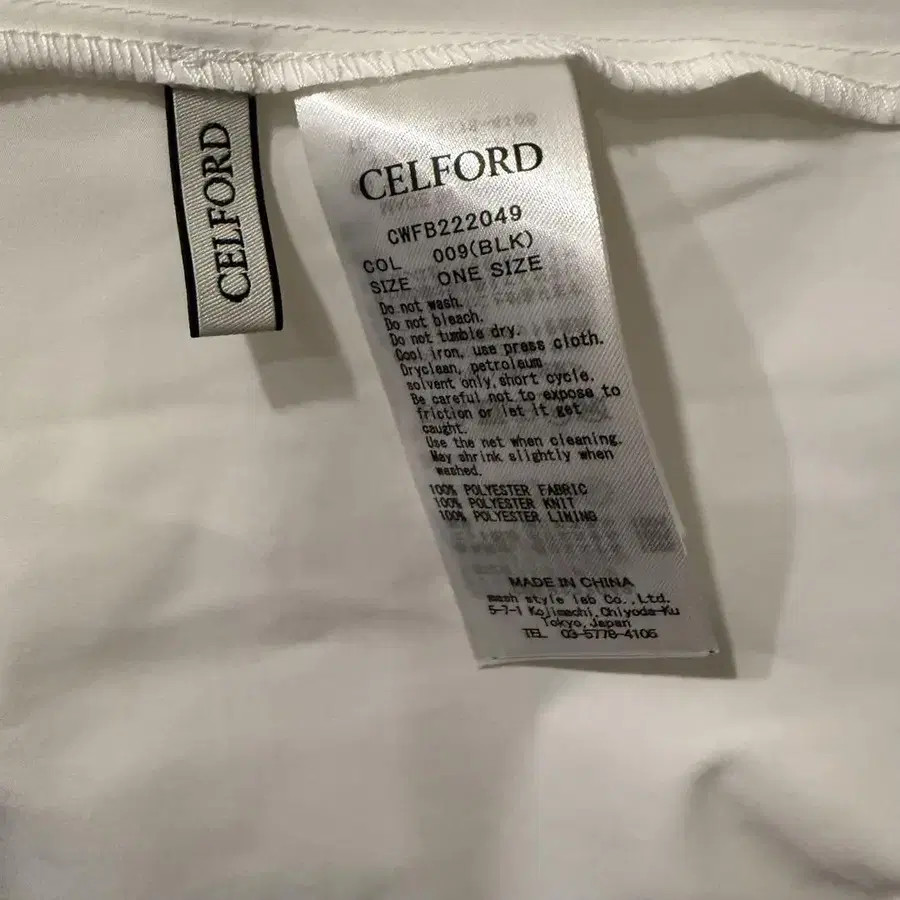 CELFORD
CELFORD
CWFB222049
COL 009(BLK)
SIZE ONE SIZE
Do not wash.
Do not bleach.
Do not tumble dry.
Cool iron, use press cloth.
Dryclean, petroleum
solvent only, short cycle.
Be careful not to expose to
friction or let it get
caught.
Use the net when cleaning.
May shrink slightly when
washed.
100% POLYESTER FABRIC
100% POLYESTER KNIT
100% POLYESTER LINING
MADE IN CHINA
mash style lab Co.,Ltd.
5-7-1 Kojimachi,Chiyoda-Ku
Tokyo,Japan
TEL 03-5778-4106